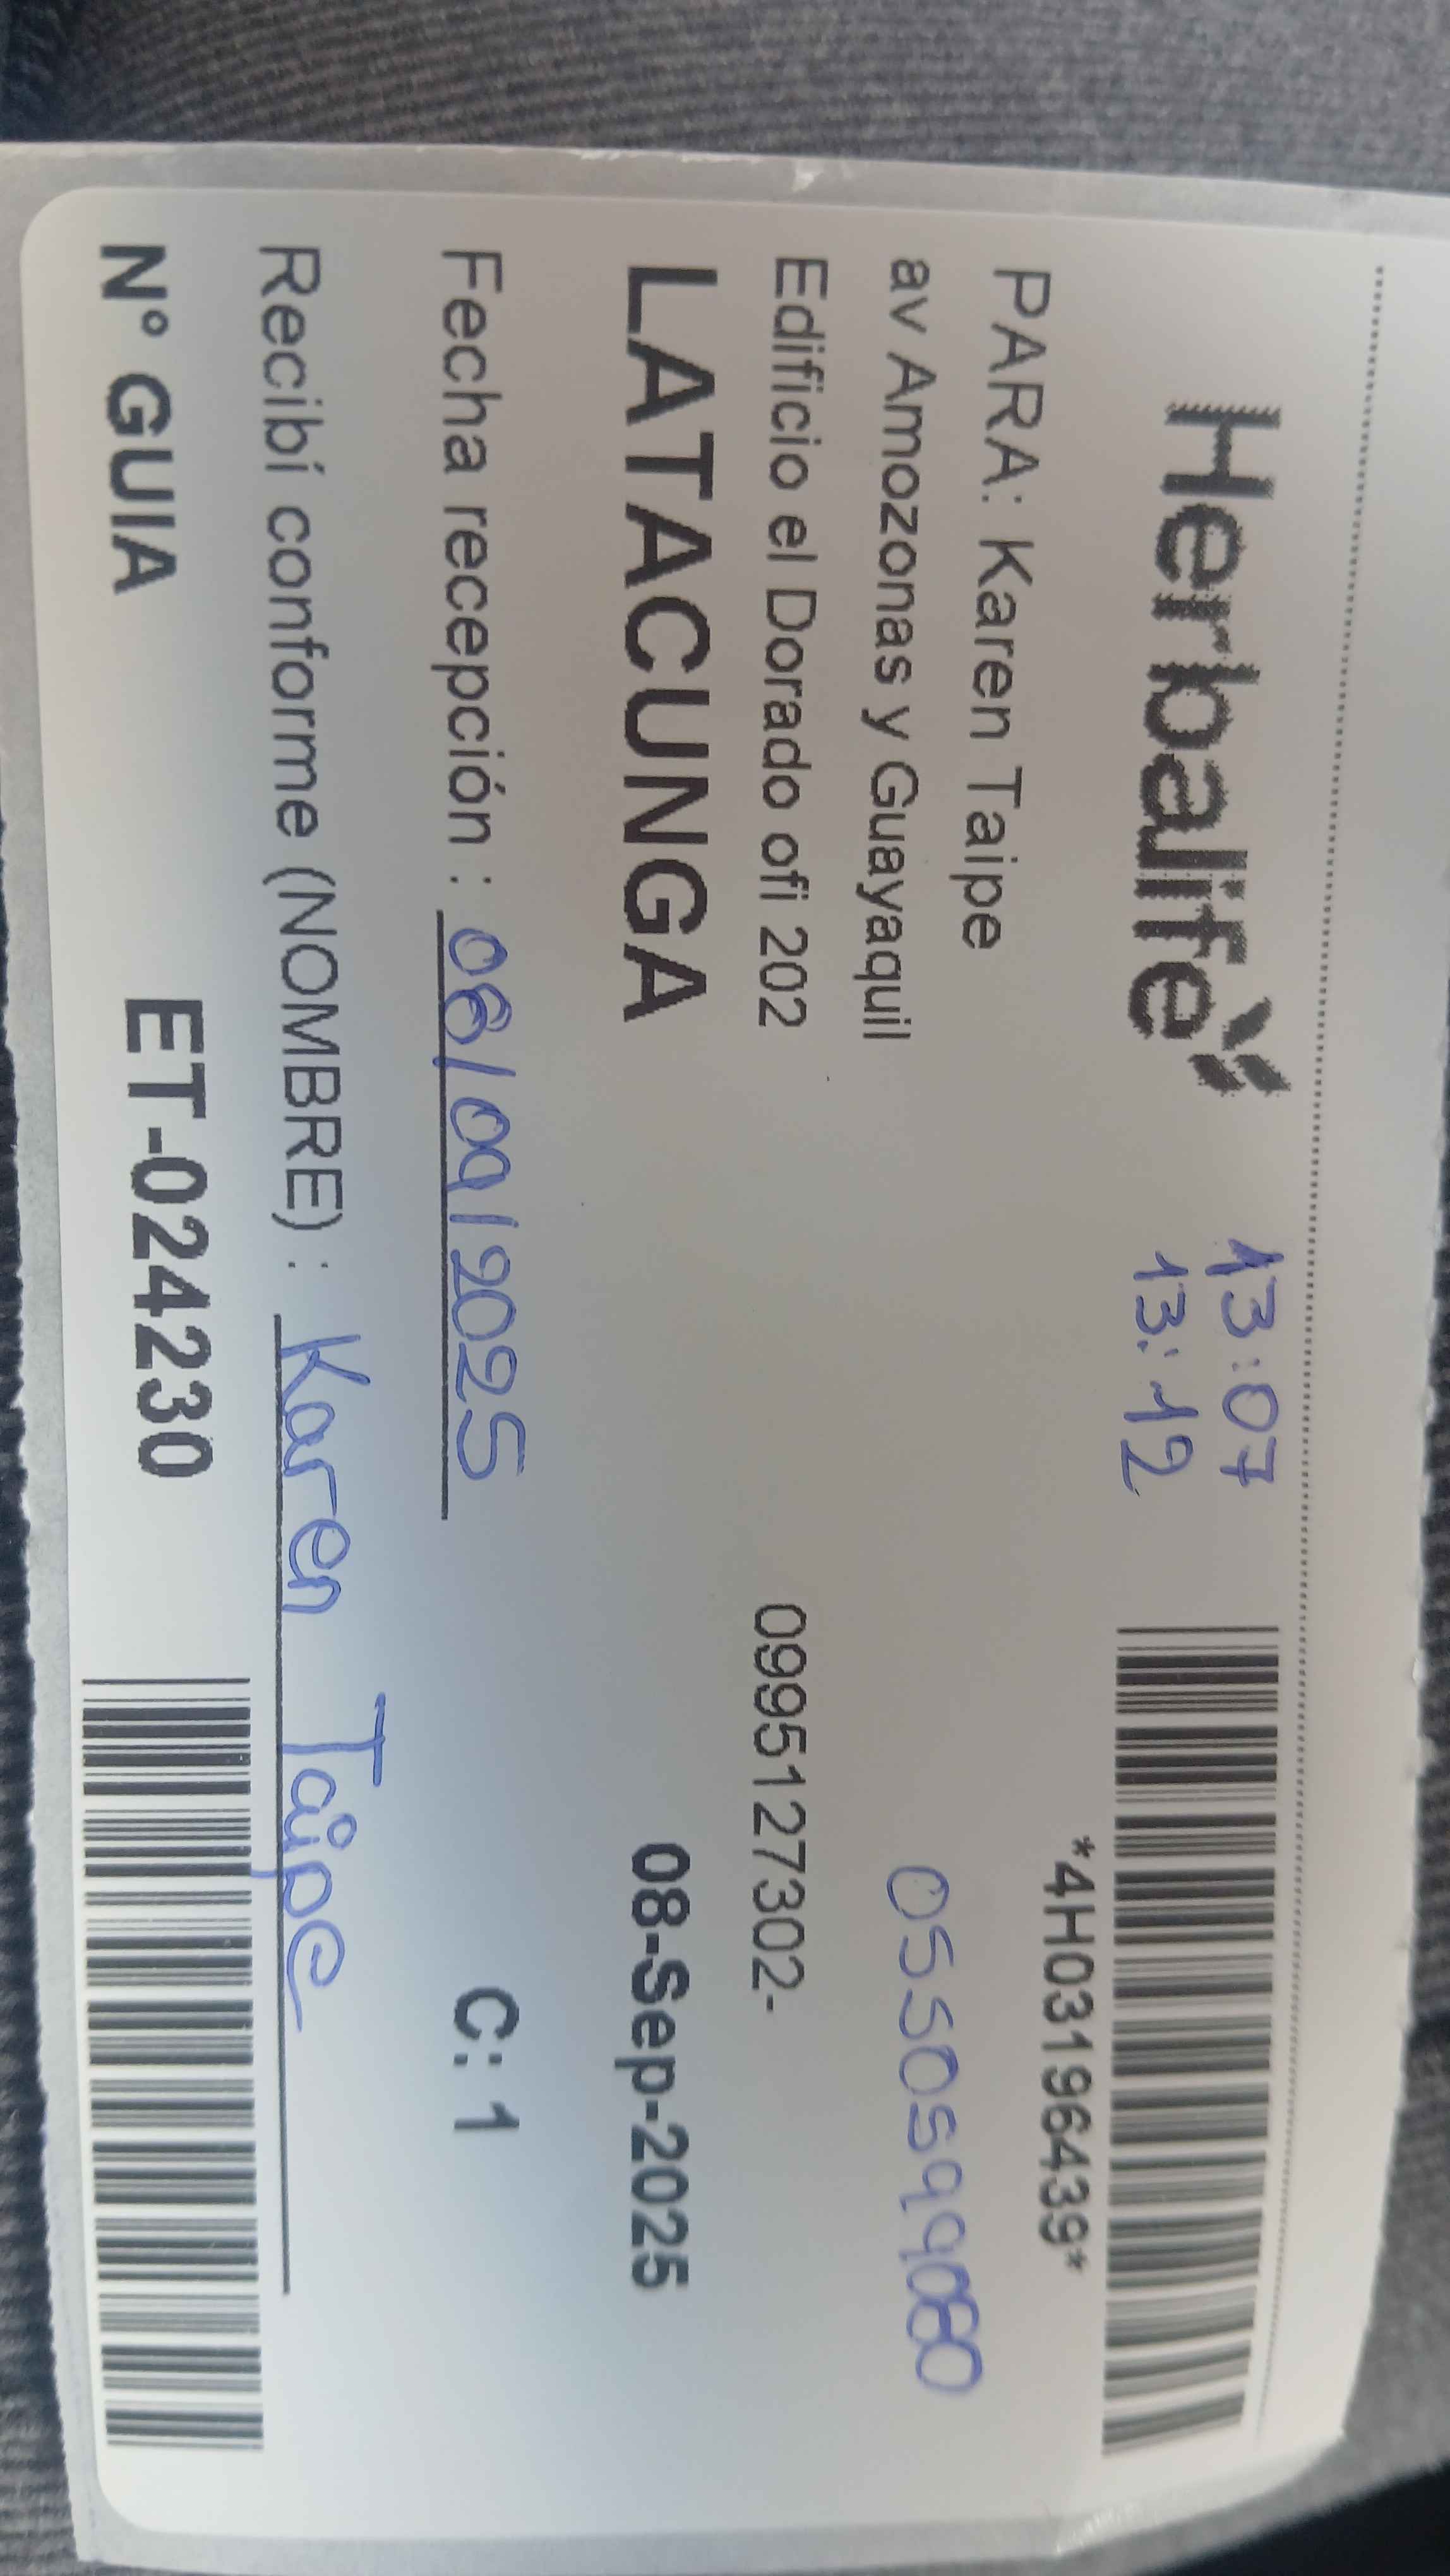 Herbalife
13:07
13:12
*4H03196439*
PARA: Karen Taipe
av Amozonas y Guayaquil
Edificio el Dorado ofi 202
0995127302-
LATACUNGA
08-Sep-2025
Fecha recepción : 08/09/2025
C: 1
Recibí conforme (NOMBRE) : Karen Taipe
N° GUIA ET-024230